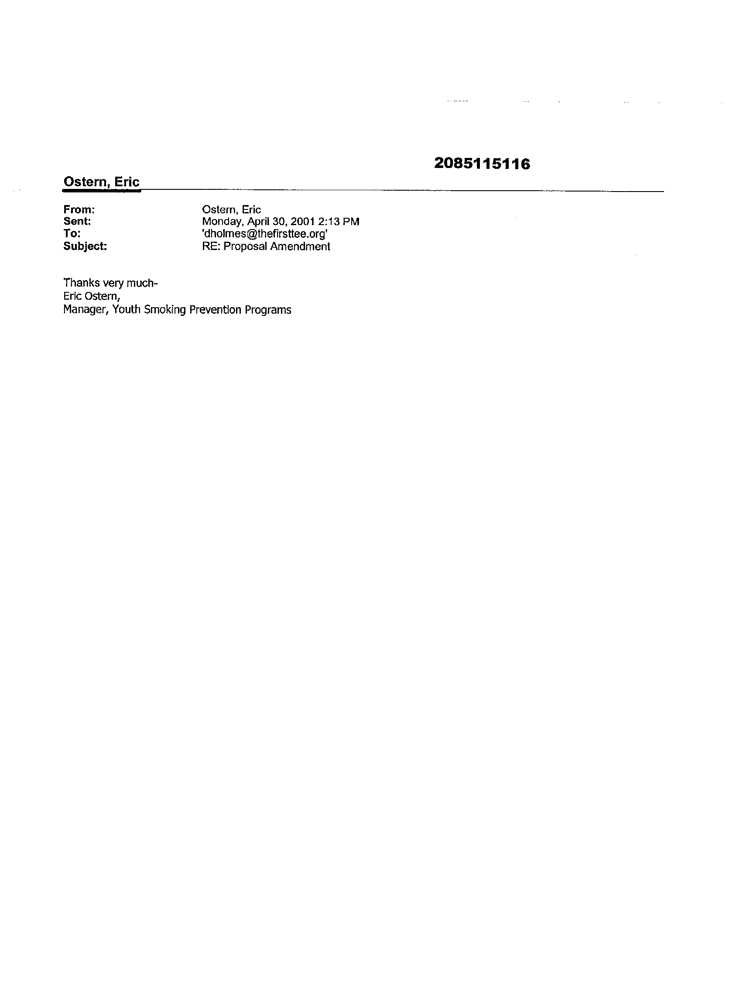 2085115116
Ostern, Eric
From: Ostern, Eric
Sent: Monday, April 30, 2001 2:13 PM
To: 'dholmes@thefirsttee.org'
Subject: RE: Proposal Amendment
Thanks very much-
Eric Ostern,
Manager, Youth Smoking Prevention Programs